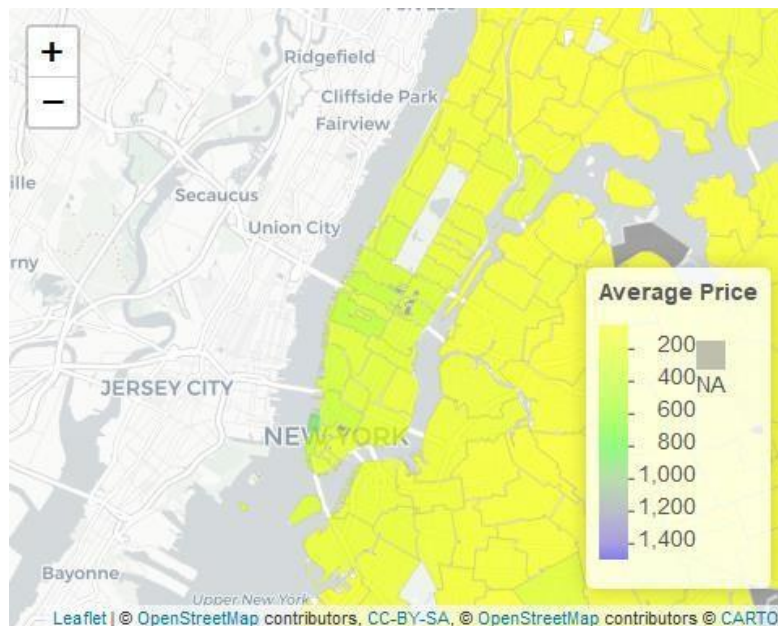 +
−
Ridgefield
Cliffside Park
Fairview
Secaucus
Union City
JERSEY CITY
NEW YORK
Bayonne
Upper New York
ville
rny
Average Price
200
400
600
800
1,000
1,200
1,400
NA
Leaflet | © OpenStreetMap contributors, CC-BY-SA, © OpenStreetMap contributors © CARTO